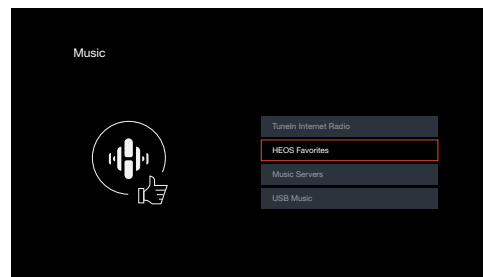 Music
TuneIn Internet Radio
HEOS Favorites
Music Servers
USB Music